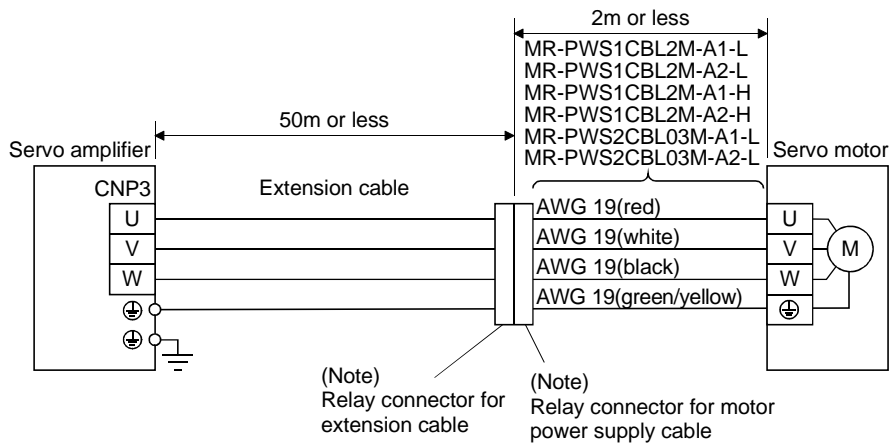 2m or less
MR-PWS1CBL2M-A1-L
MR-PWS1CBL2M-A2-L
MR-PWS1CBL2M-A1-H
MR-PWS1CBL2M-A2-H
MR-PWS2CBL03M-A1-L
MR-PWS2CBL03M-A2-L
50m or less
Servo amplifier
Servo motor
CNP3
Extension cable
U
V
W
AWG 19(red)
AWG 19(white)
AWG 19(black)
AWG 19(green/yellow)
U
V
W
M
(Note)
Relay connector for
extension cable
(Note)
Relay connector for motor
power supply cable